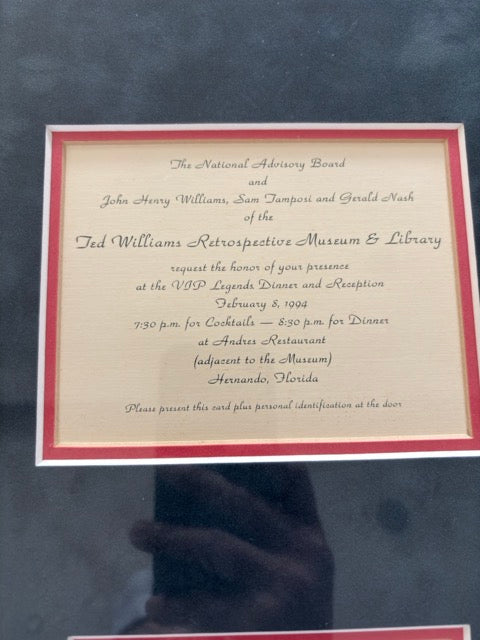 The National Advisory Board
and
John Henry Williams, Sam Tamposi and Gerald Nash
of the
Ted Williams Retrospective Museum & Library
request the honor of your presence
at the VIP Legends Dinner and Reception
February 8, 1994
7:30 p.m. for Cocktails — 8:30 p.m. for Dinner
at Andres Restaurant
(adjacent to the Museum)
Hernando, Florida
Please present this card plus personal identification at the door